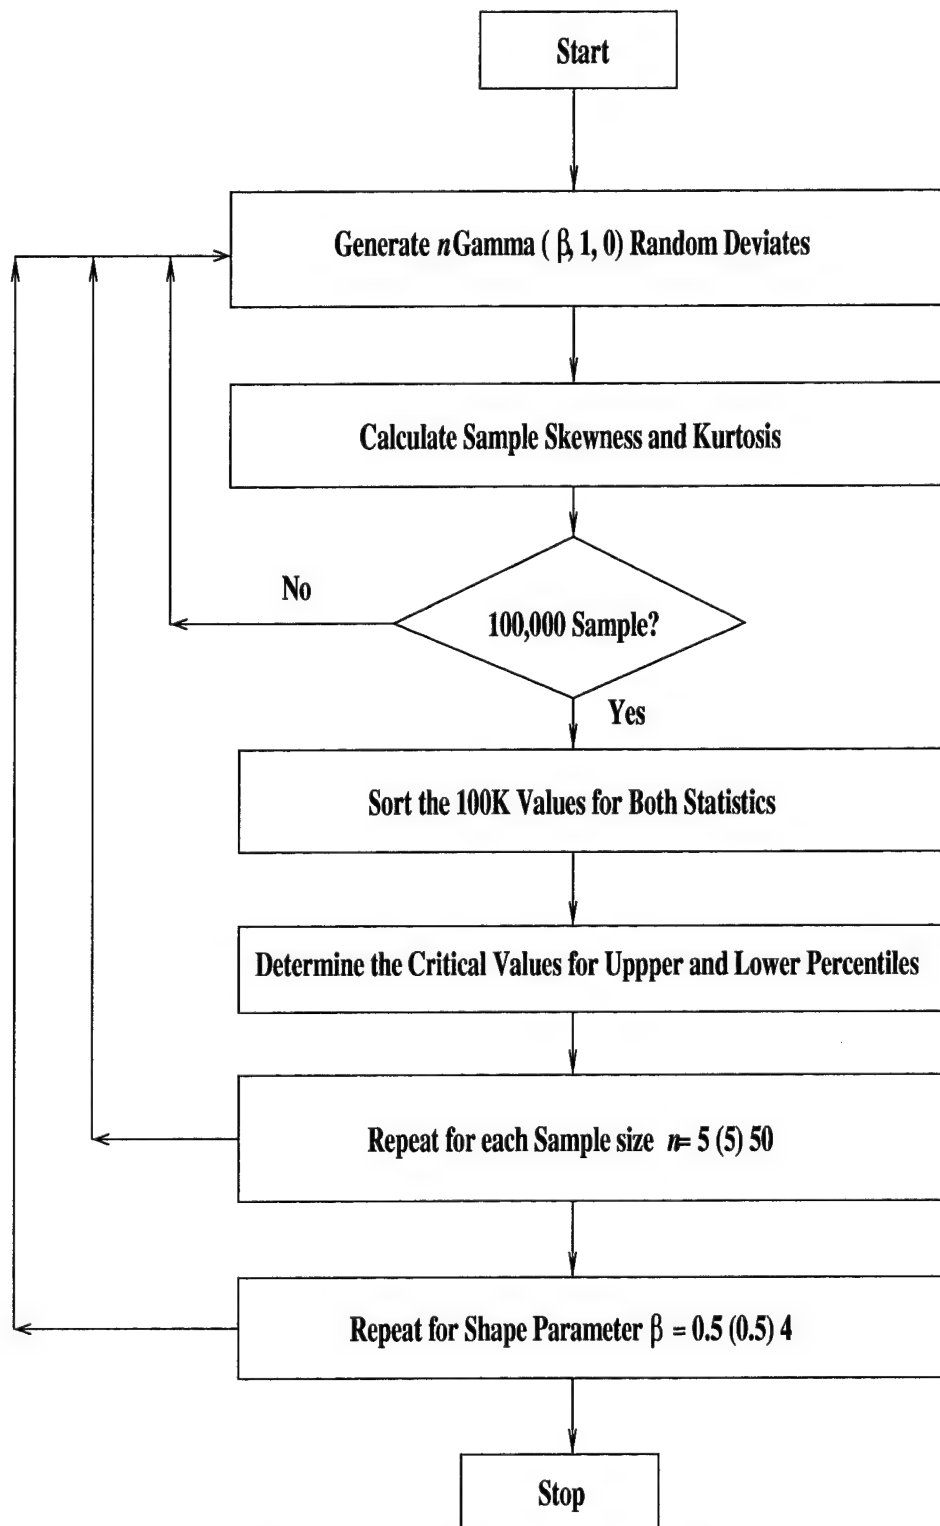 Start
Generate n Gamma ( β, 1, 0) Random Deviates
Calculate Sample Skewness and Kurtosis
No
100,000 Sample?
Yes
Sort the 100K Values for Both Statistics
Determine the Critical Values for Uppper and Lower Percentiles
Repeat for each Sample size n= 5 (5) 50
Repeat for Shape Parameter β = 0.5 (0.5) 4
Stop